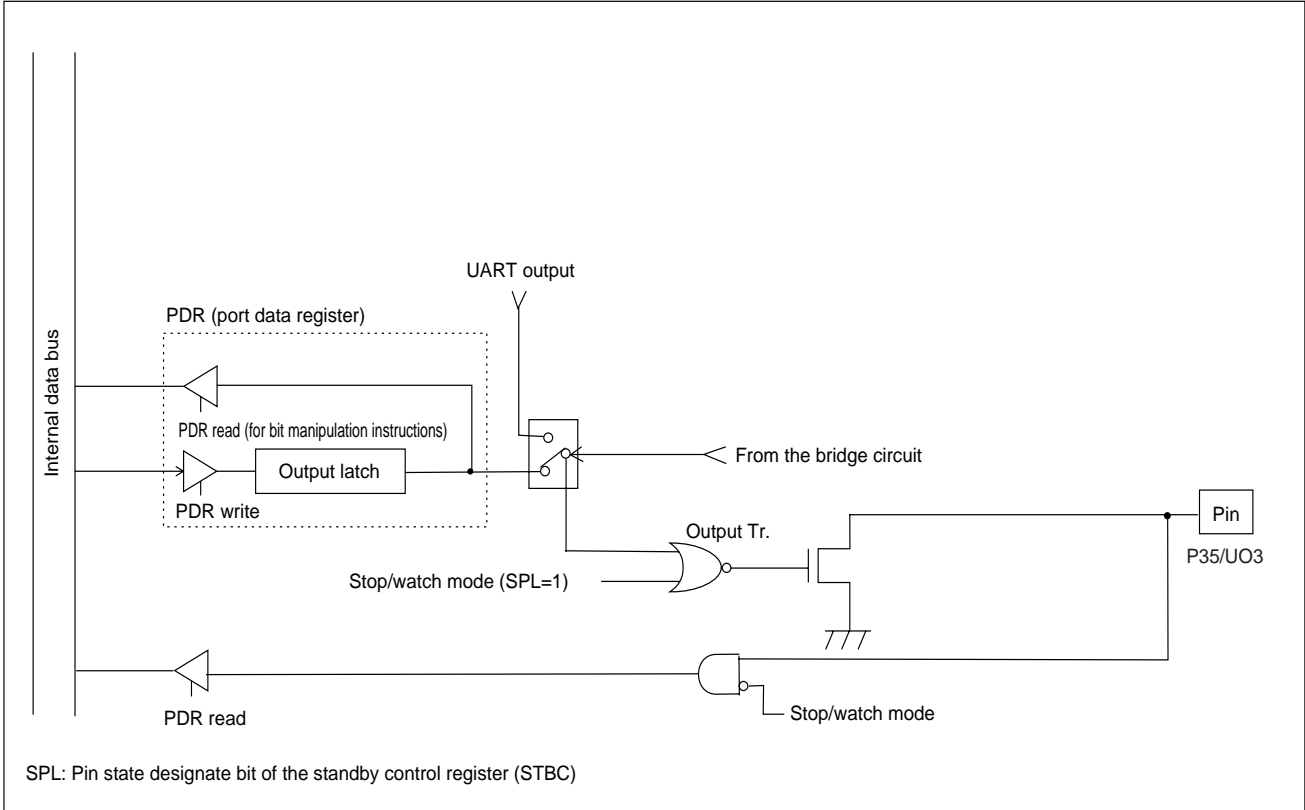 UART output
PDR (port data register)
Internal data bus
PDR read (for bit manipulation instructions)
From the bridge circuit
Output latch
PDR write
Pin
Output Tr.
P35/UO3
Stop/watch mode (SPL=1)
PDR read
Stop/watch mode
SPL: Pin state designate bit of the standby control register (STBC)